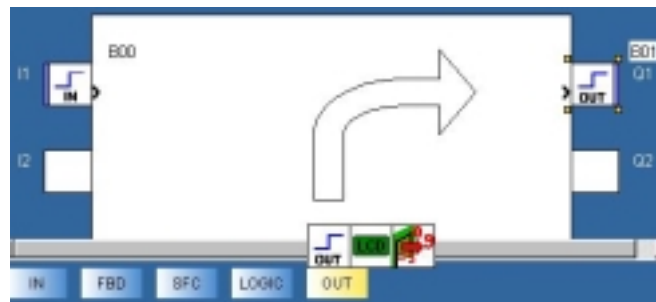 B00
B01
I1
IN
OUT
Q1
I2
Q2
OUT
LCD
IN
FBD
SFC
LOGIC
OUT